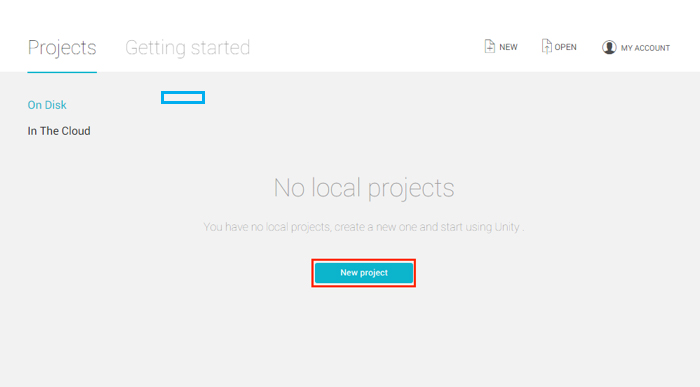 Projects Getting started NEW OPEN MY ACCOUNT
On Disk
In The Cloud
No local projects
You have no local projects, create a new one and start using Unity .
New project